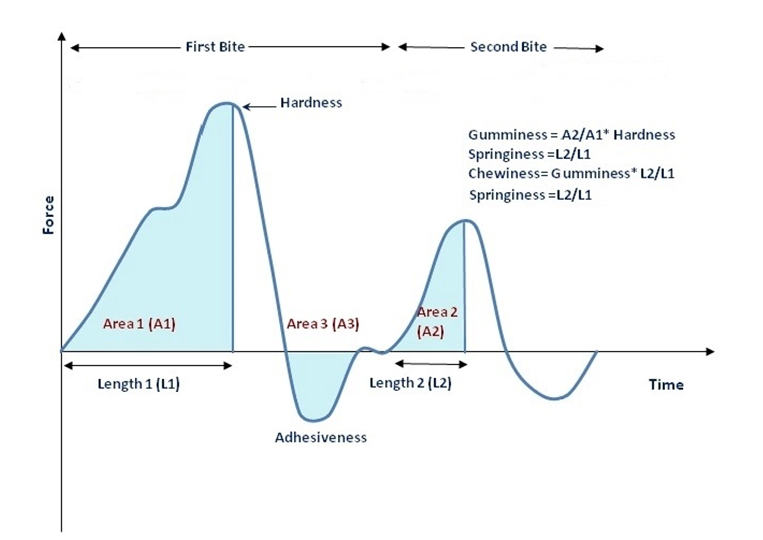 First Bite
Second Bite
Hardness
Gumminess = A2/A1* Hardness
Springiness =L2/L1
Chewiness= Gumminess* L2/L1
Springiness =L2/L1
Force
Area 1 (A1)
Area 3 (A3)
Area 2
(A2)
Length 1 (L1)
Length 2 (L2)
Time
Adhesiveness